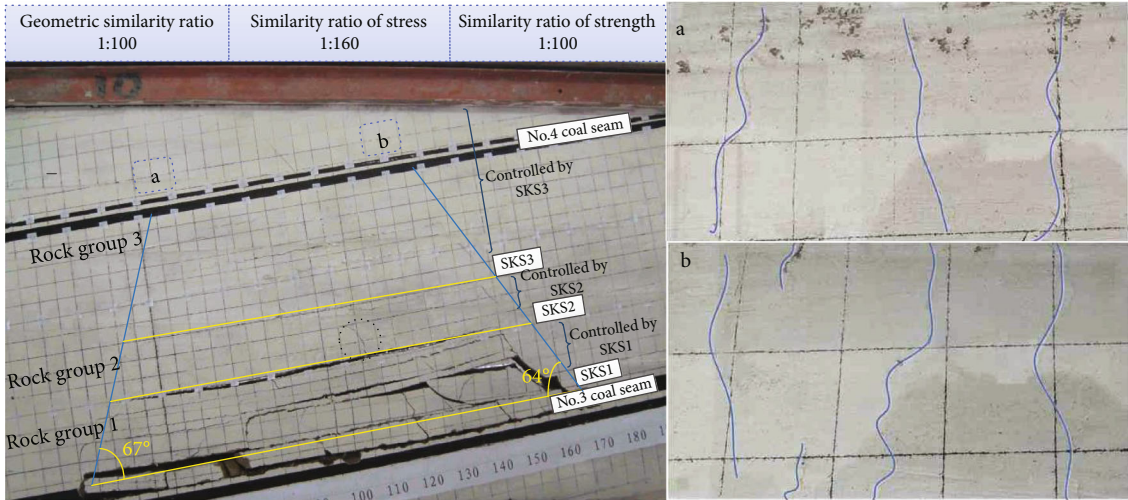 Geometric similarity ratio
1:100
Similarity ratio of stress
1:160
Similarity ratio of strength
1:100
10
No.4 coal seam
b
a
Controlled by
SKS3
Rock group 3
SKS3
Controlled by
SKS2
SKS2
Controlled by
SKS1
Rock group 2
64°
SKS1
No.3 coal seam
Rock group 1
67°
100 110 120 130 140 150 160 170 180
a
b